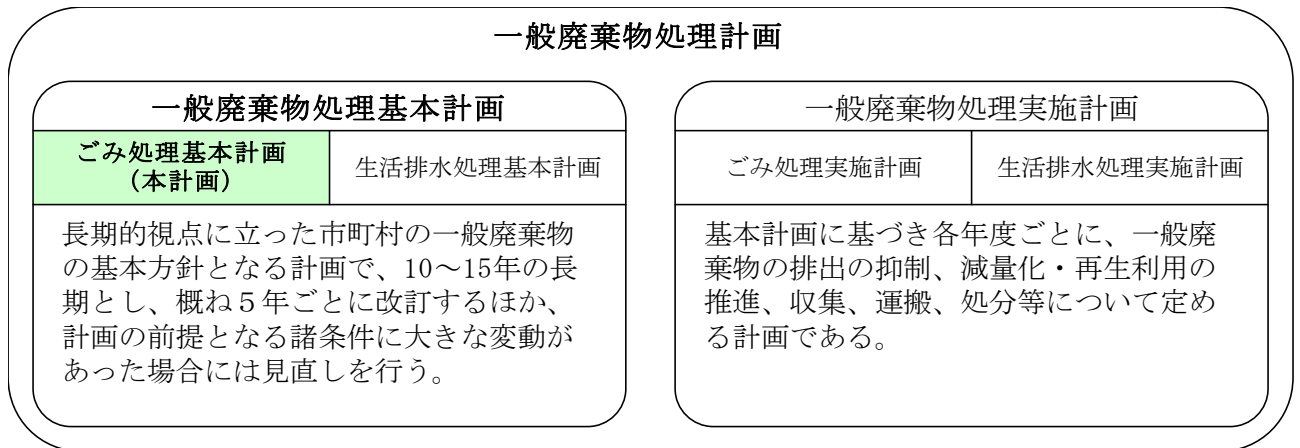 一般廃棄物処理計画
一般廃棄物処理基本計画
ごみ処理基本計画
(本計画)
生活排水処理基本計画
長期的視点に立った市町村の一般廃棄物
の基本方針となる計画で、10～15年の長
期とし、概ね５年ごとに改訂するほか、
計画の前提となる諸条件に大きな変動が
あった場合には見直しを行う。
一般廃棄物処理実施計画
ごみ処理実施計画
生活排水処理実施計画
基本計画に基づき各年度ごとに、一般廃
棄物の排出の抑制、減量化・再生利用の
推進、収集、運搬、処分等について定め
る計画である。